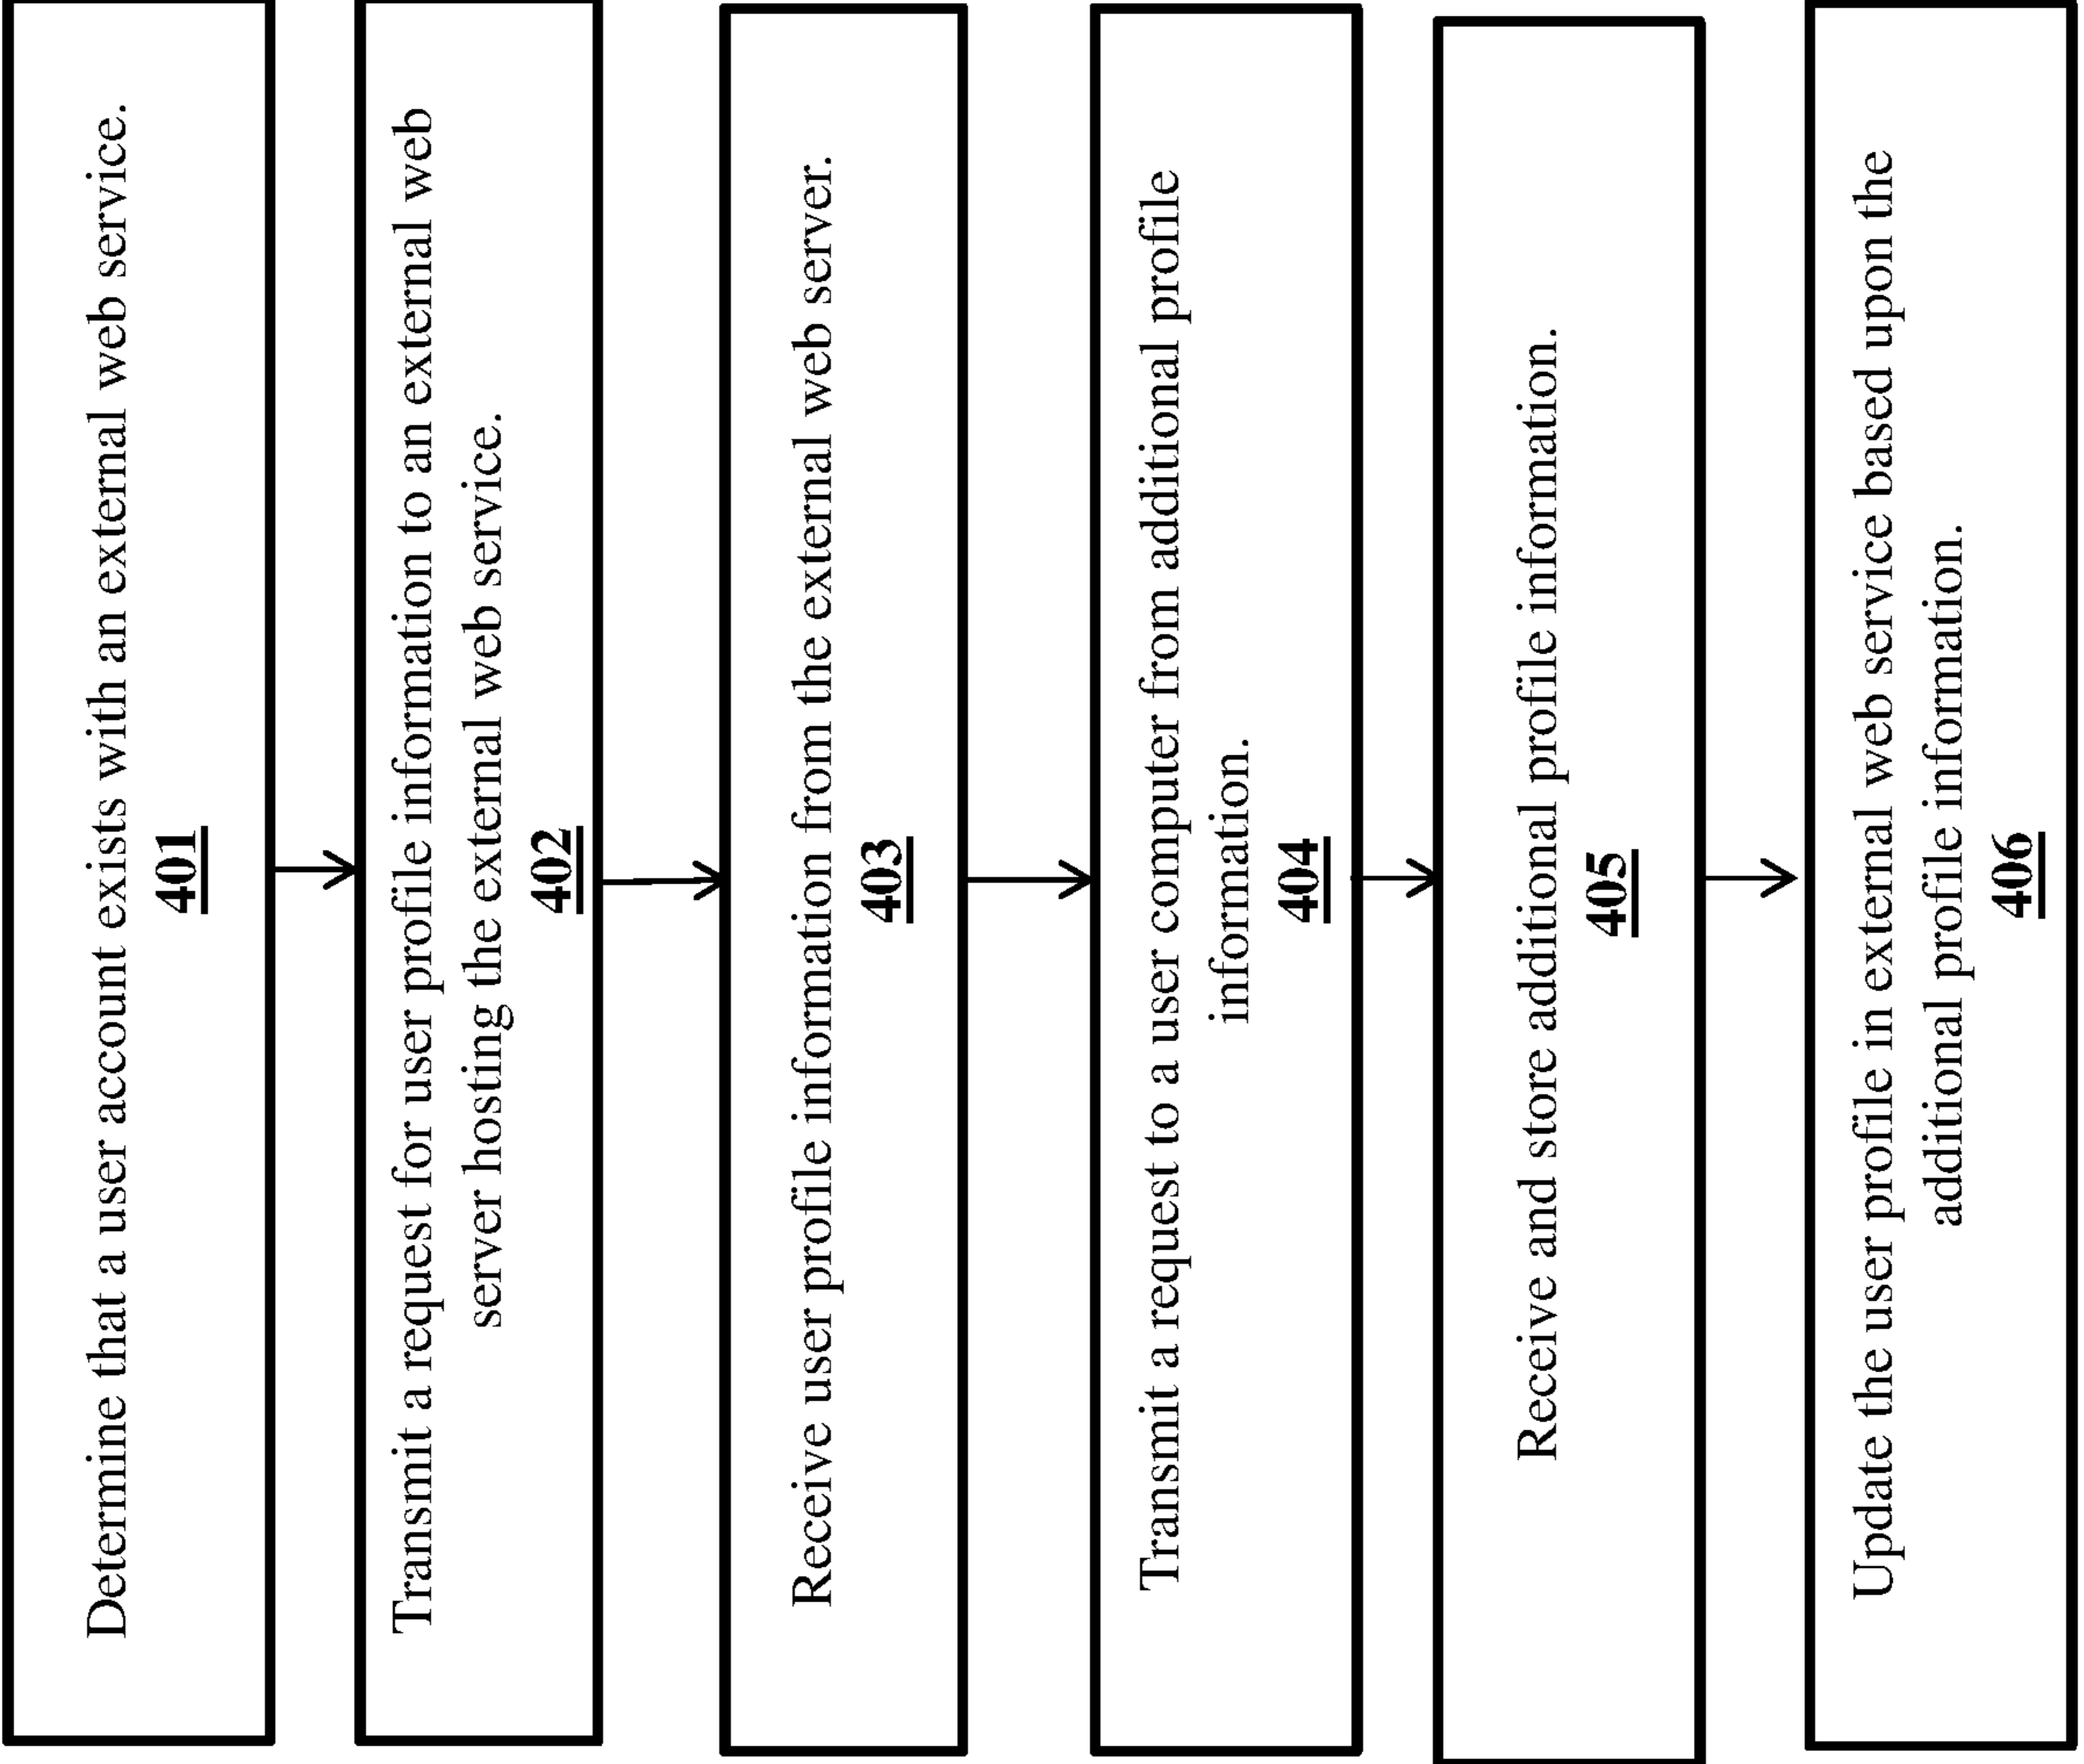 Determine that a user account exists with an external web service.
401
Transmit a request for user profile information to an external web
server hosting the external web service.
402
Receive user profile information from the external web server.
403
Transmit a request to a user computer from additional profile
information.
404
Receive and store additional profile information.
405
Update the user profile in external web service based upon the
additional profile information.
406